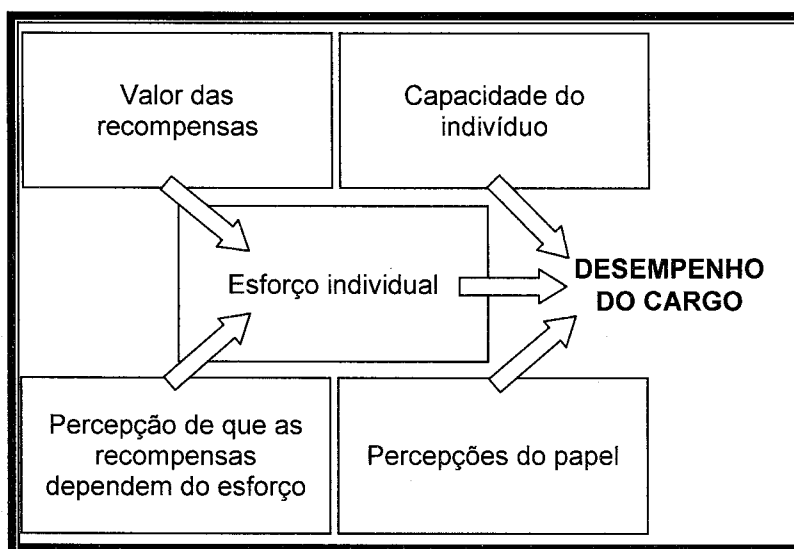 Valor das
recompensas
Capacidade do
indivíduo
Esforço individual
DESEMPENHO
DO CARGO
Percepção de que as
recompensas
dependem do esforço
Percepções do papel